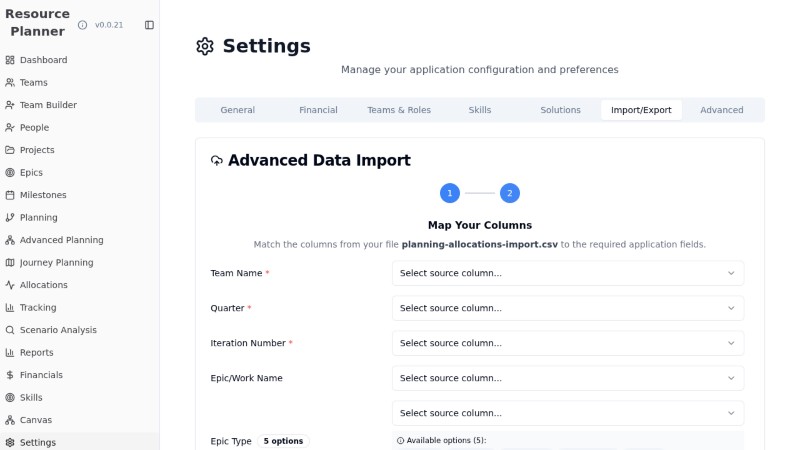 Resource
Planner
v0.0.21
Dashboard
Teams
Team Builder
People
Projects
Epics
Milestones
Planning
Advanced Planning
Journey Planning
Allocations
Tracking
Scenario Analysis
Reports
Financials
Skills
Canvas
Settings
Settings
Manage your application configuration and preferences
General Financial Teams & Roles Skills Solutions Import/Export Advanced
Advanced Data Import
1 2
Map Your Columns
Match the columns from your file planning-allocations-import.csv to the required application fields.
Team Name * Select source column...
Quarter * Select source column...
Iteration Number * Select source column...
Epic/Work Name Select source column...
Select source column...
Epic Type 5 options Available options (5):